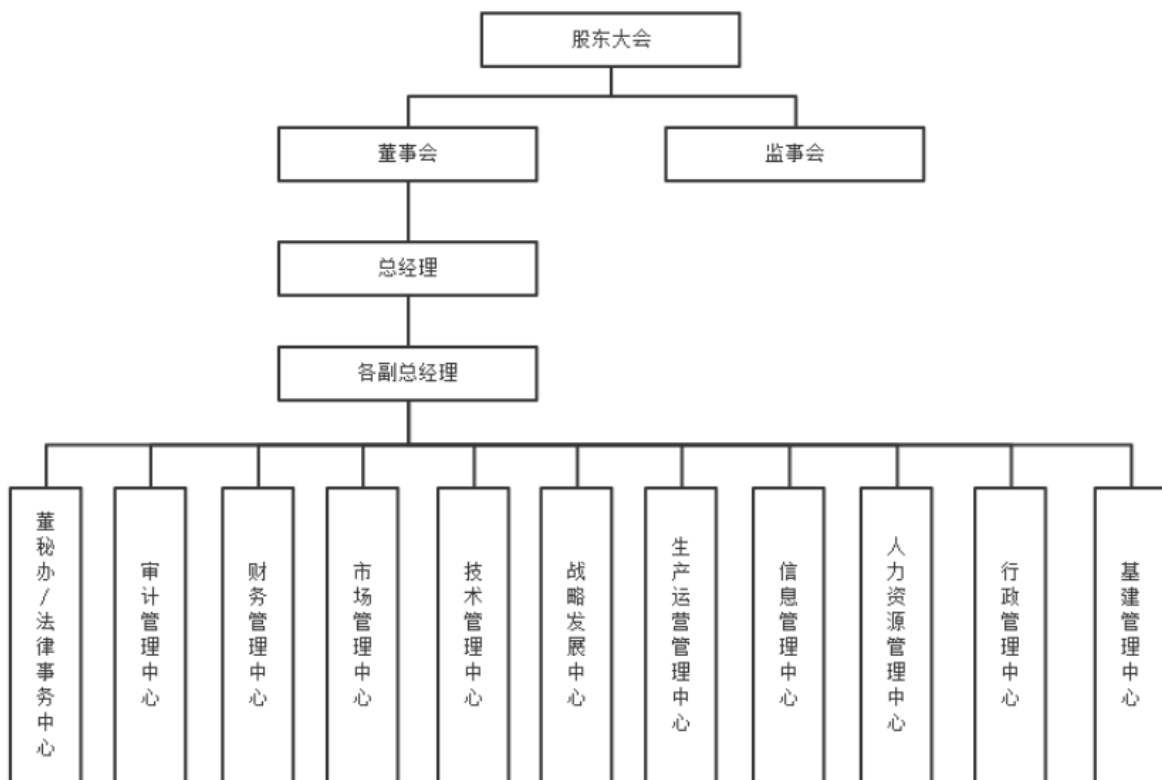 股东大会
董事会
监事会
总经理
各副总经理
董秘办/法律事务中心
审计管理中心
财务管理中心
市场管理中心
技术管理中心
战略发展中心
生产运营管理中心
信息管理中心
人力资源管理中心
行政管理中心
基建管理中心